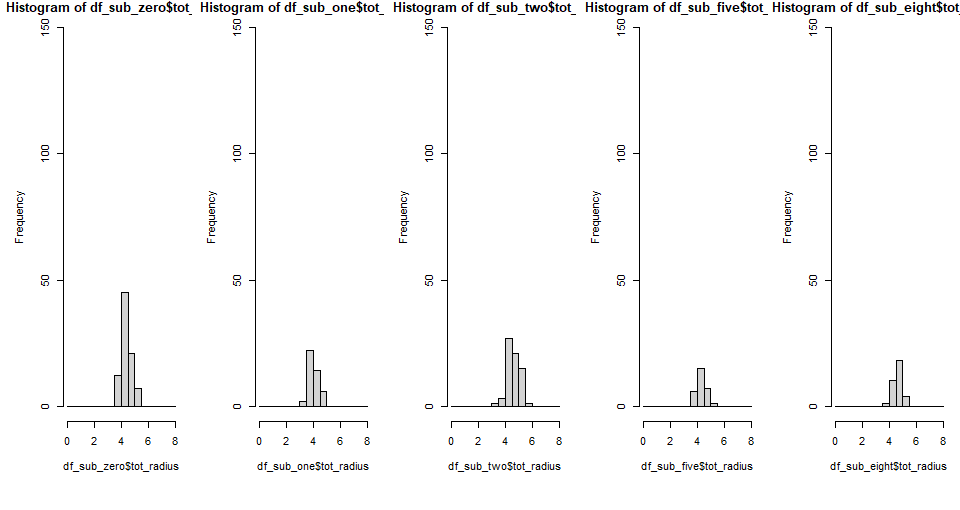 Histogram of df_sub_zero$tot_
Histogram of df_sub_one$tot_
Histogram of df_sub_two$tot_
Histogram of df_sub_five$tot_
Histogram of df_sub_eight$tot_
Frequency
0
50
100
150
0 2 4 6 8
df_sub_zero$tot_radius
Frequency
0
50
100
150
0 2 4 6 8
df_sub_one$tot_radius
Frequency
0
50
100
150
0 2 4 6 8
df_sub_two$tot_radius
Frequency
0
50
100
150
0 2 4 6 8
df_sub_five$tot_radius
Frequency
0
50
100
150
0 2 4 6 8
df_sub_eight$tot_radius